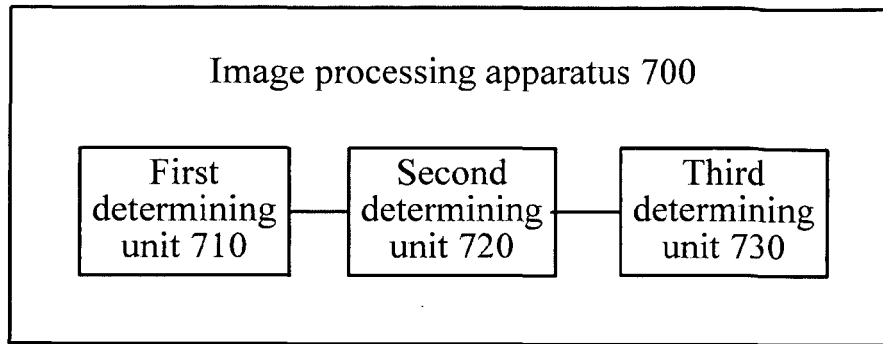 Image processing apparatus 700
First
determining
unit 710
Second
determining
unit 720
Third
determining
unit 730